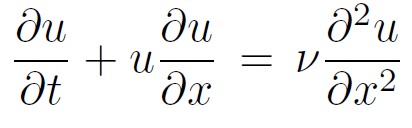 ∂u/∂t + u ∂u/∂x = ν ∂²u/∂x²